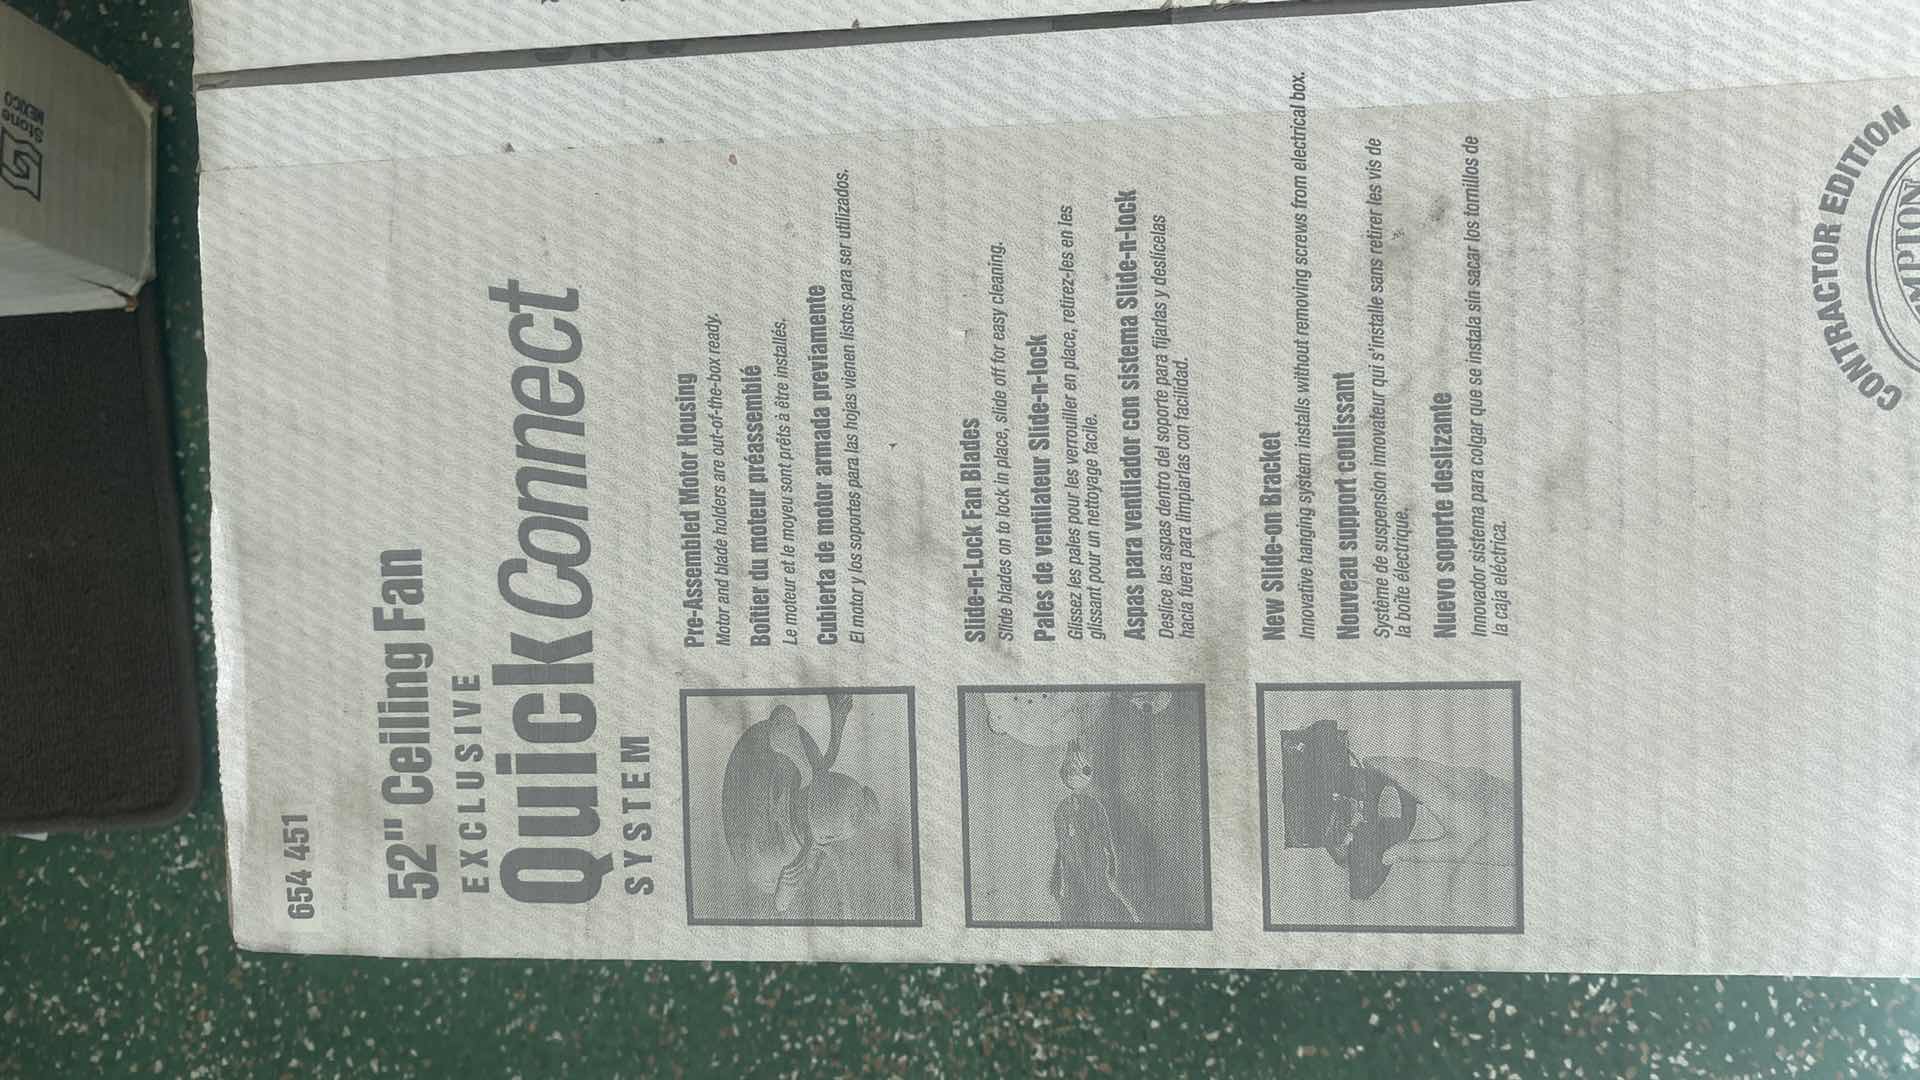 654 451
52" Ceiling Fan
EXCLUSIVE
QuickConnect
SYSTEM
Pre-Assembled Motor Housing
Motor and blade holders are out-of-the-box ready.
Boîtier du moteur préassemblé
Le moteur et le moyeu sont prêts à être installés.
Cubierta de motor armada previamente
El motor y los soportes para las hojas vienen listos para ser utilizados.
Slide-n-Lock Fan Blades
Slide blades on to lock in place, slide off for easy cleaning.
Pales de ventilateur Slide-n-lock
Glissez les pales pour les verrouiller en place, retirez-les en les
glissant pour un nettoyage facile.
Aspas para ventilador con sistema Slide-n-lock
Deslice las aspas dentro del soporte para fijarlas y deslícelas
hacia fuera para limpiarlas con facilidad.
New Slide-on Bracket
Innovative hanging system installs without removing screws from electrical box.
Nouveau support coulissant
Système de suspension innovateur qui s'installe sans retirer les vis de
la boîte électrique.
Nuevo soporte deslizante
Innovador sistema para colgar que se instala sin sacar los tornillos de
la caja eléctrica.
CONTRACTOR EDITION
MPTON
Stone
MEXICO